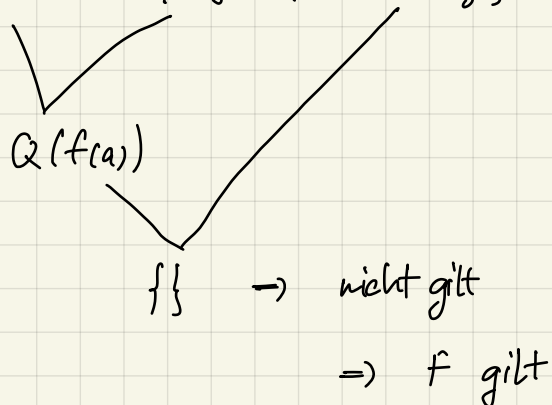 Q(f(a))
{} → nicht gilt
⇒ F gilt